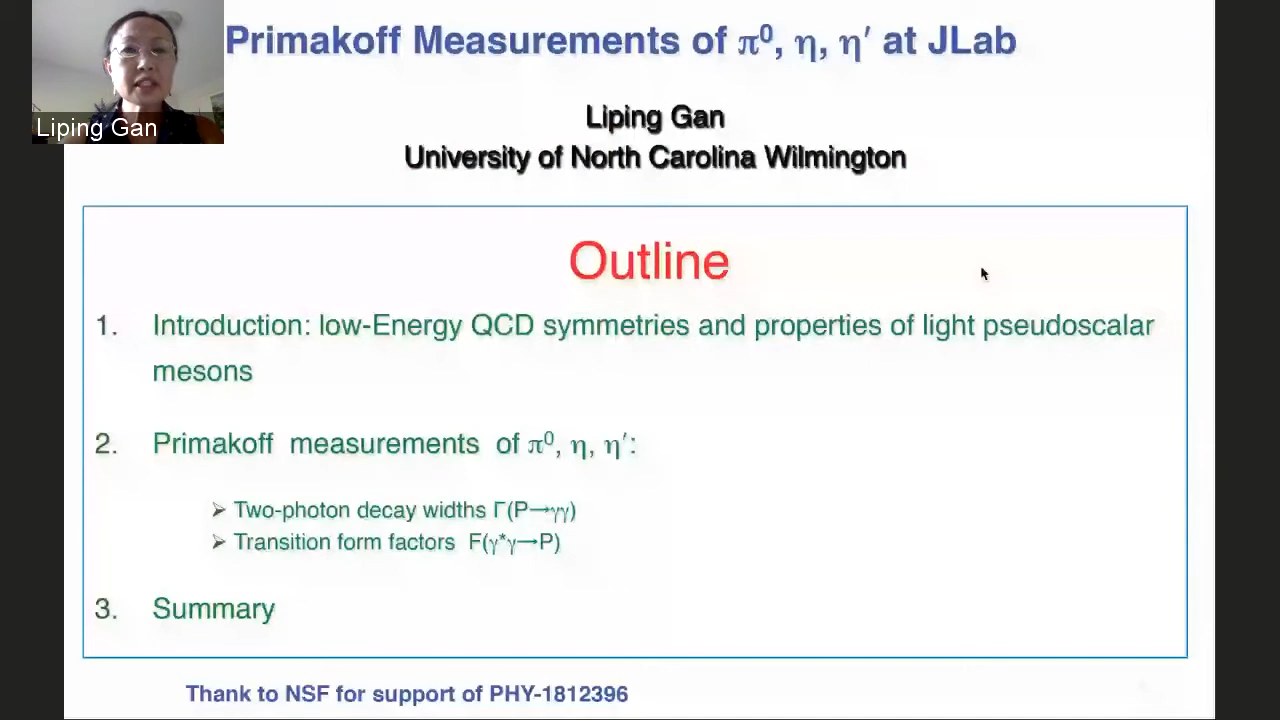 Primakoff Measurements of π⁰, η, η′ at JLab
Liping Gan
Liping Gan
University of North Carolina Wilmington
Outline
1. Introduction: low-Energy QCD symmetries and properties of light pseudoscalar
mesons
2. Primakoff measurements of π⁰, η, η′:
➢ Two-photon decay widths Γ(P→γγ)
➢ Transition form factors F(γ*γ→P)
3. Summary
Thank to NSF for support of PHY-1812396